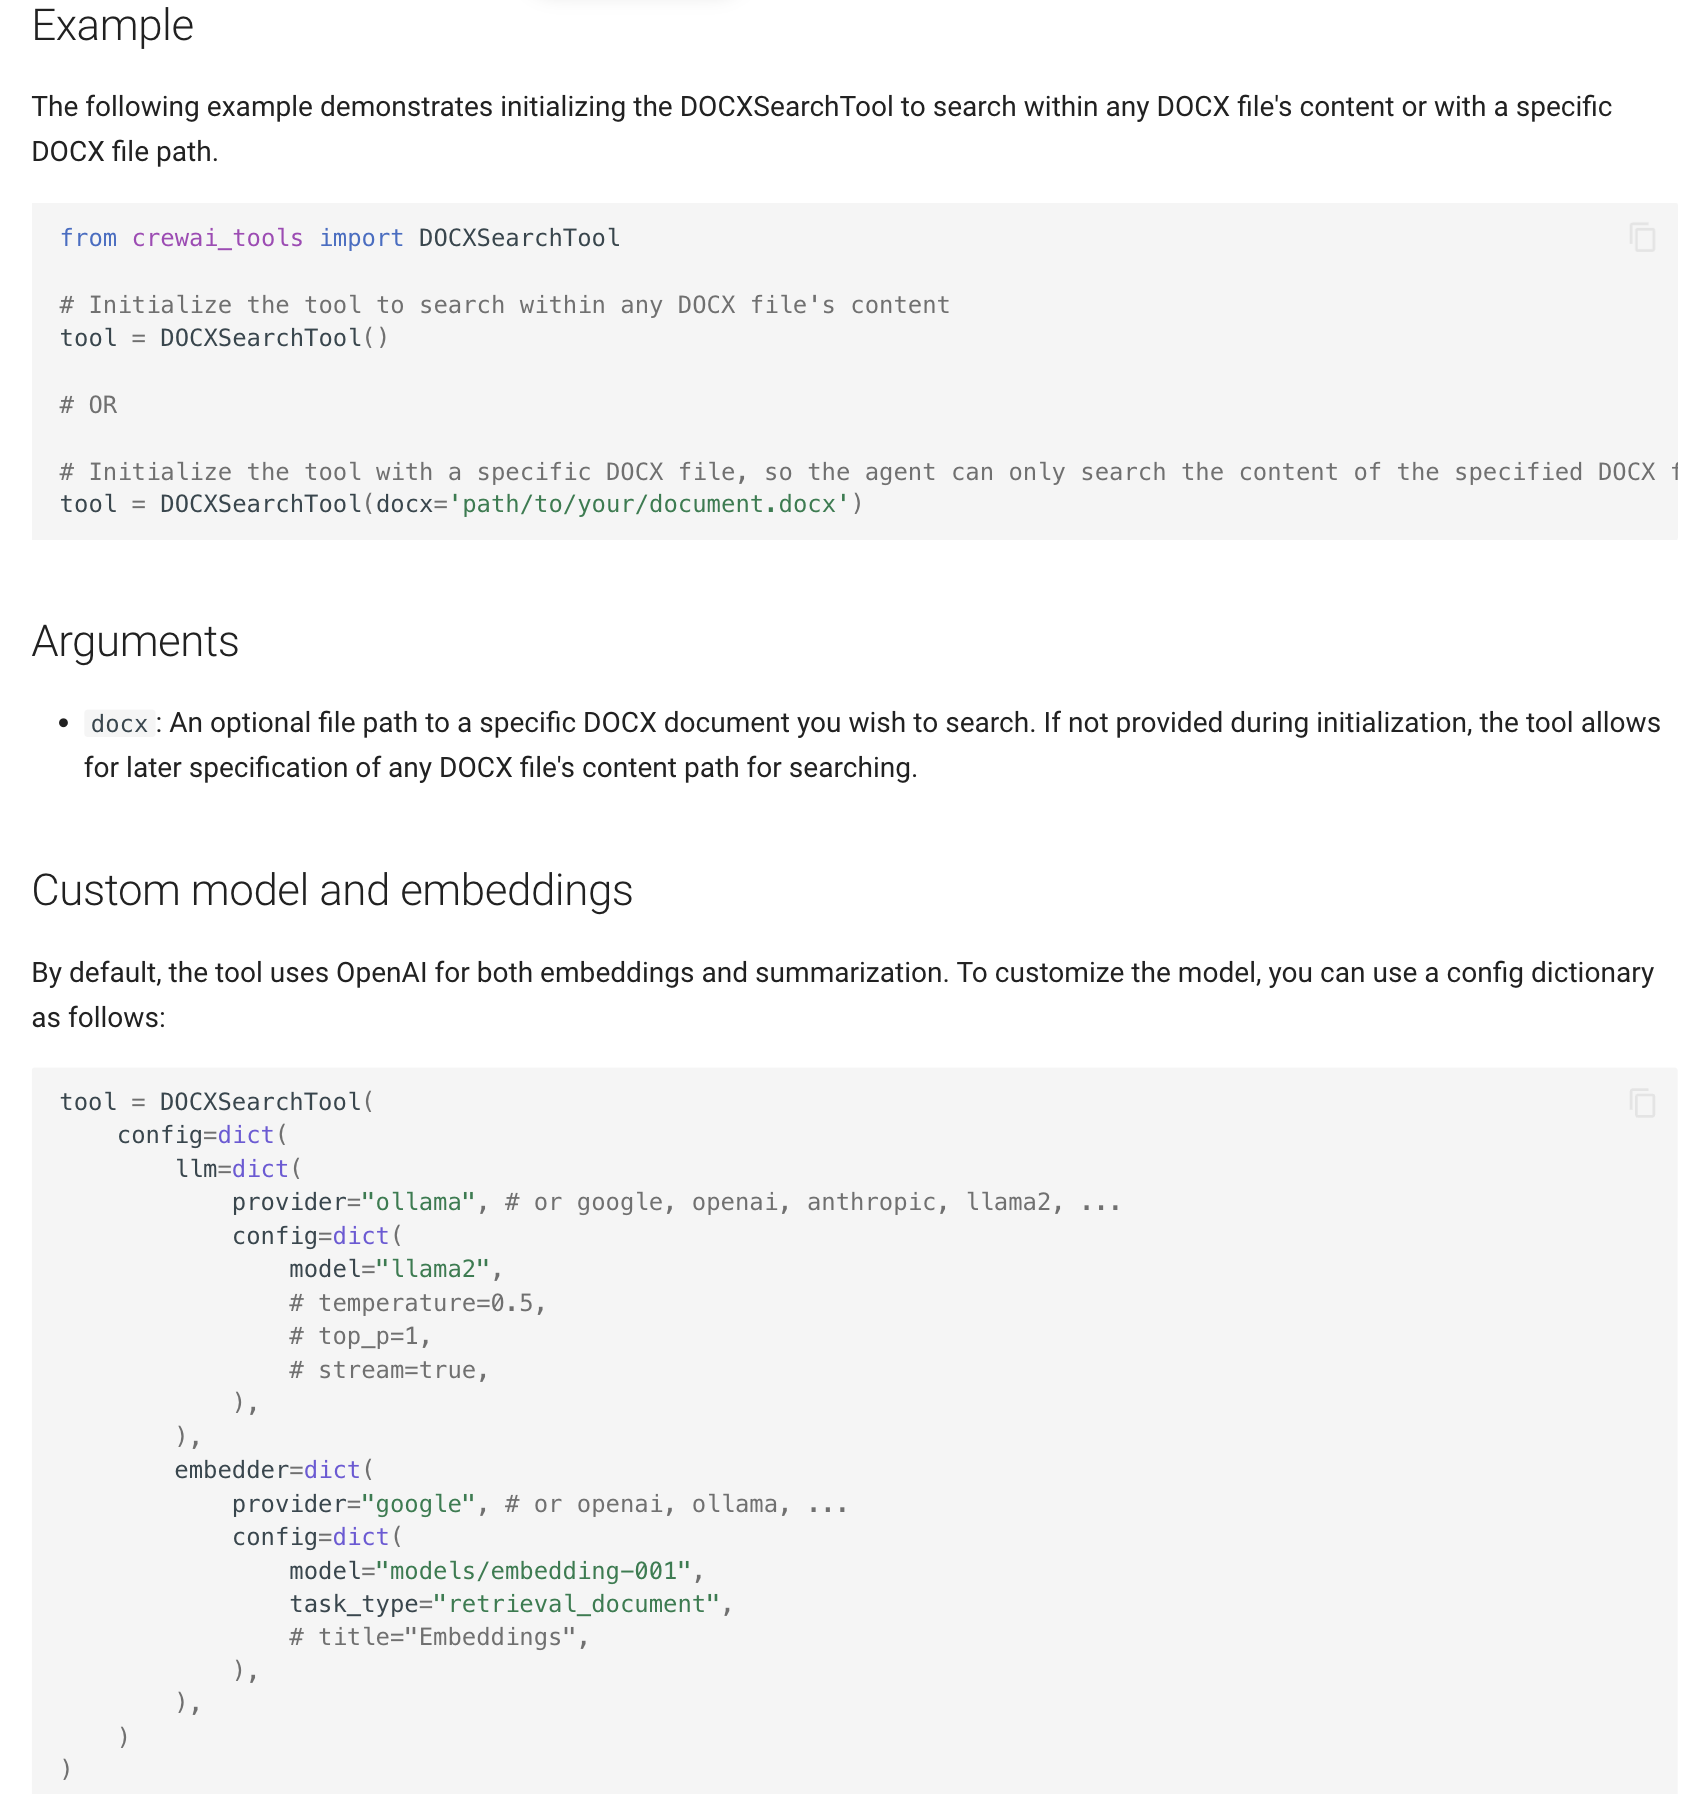 Example
The following example demonstrates initializing the DOCXSearchTool to search within any DOCX file's content or with a specific
DOCX file path.
from crewai_tools import DOCXSearchTool
# Initialize the tool to search within any DOCX file's content
tool = DOCXSearchTool()
# OR
# Initialize the tool with a specific DOCX file, so the agent can only search the content of the specified DOCX f
tool = DOCXSearchTool(docx='path/to/your/document.docx')
Arguments
• docx: An optional file path to a specific DOCX document you wish to search. If not provided during initialization, the tool allows
for later specification of any DOCX file's content path for searching.
Custom model and embeddings
By default, the tool uses OpenAI for both embeddings and summarization. To customize the model, you can use a config dictionary
as follows:
tool = DOCXSearchTool(
    config=dict(
        llm=dict(
            provider="ollama", # or google, openai, anthropic, llama2, ...
            config=dict(
                model="llama2",
                # temperature=0.5,
                # top_p=1,
                # stream=true,
            ),
        ),
        embedder=dict(
            provider="google", # or openai, ollama, ...
            config=dict(
                model="models/embedding-001",
                task_type="retrieval_document",
                # title="Embeddings",
            ),
        ),
    )
)